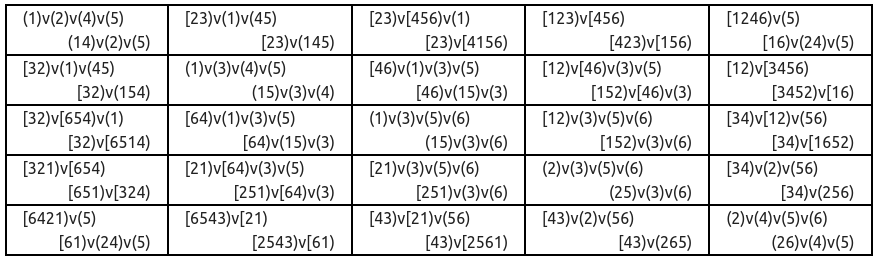 (1)v(2)v(4)v(5)
(14)v(2)v(5)
[23)v(1)v(45)
[23)v(145)
[23)v[456)v(1)
[23)v[4156)
[123)v[456)
[423)v[156)
[1246)v(5)
[16)v(24)v(5)
[32)v(1)v(45)
[32)v(154)
(1)v(3)v(4)v(5)
(15)v(3)v(4)
[46)v(1)v(3)v(5)
[46)v(15)v(3)
[12)v[46)v(3)v(5)
[152)v[46)v(3)
[12)v[3456)
[3452)v[16)
[32)v[654)v(1)
[32)v[6514)
[64)v(1)v(3)v(5)
[64)v(15)v(3)
(1)v(3)v(5)v(6)
(15)v(3)v(6)
[12)v(3)v(5)v(6)
[152)v(3)v(6)
[34)v[12)v(56)
[34)v[1652)
[321)v[654)
[651)v[324)
[21)v[64)v(3)v(5)
[251)v[64)v(3)
[21)v(3)v(5)v(6)
[251)v(3)v(6)
(2)v(3)v(5)v(6)
(25)v(3)v(6)
[34)v(2)v(56)
[34)v(256)
[6421)v(5)
[61)v(24)v(5)
[6543)v[21)
[2543)v[61)
[43)v[21)v(56)
[43)v[2561)
[43)v(2)v(56)
[43)v(265)
(2)v(4)v(5)v(6)
(26)v(4)v(5)